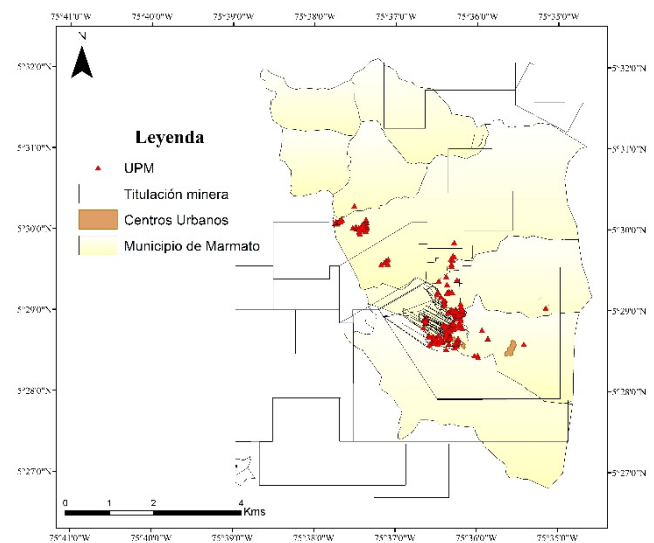 75°41'0"W 75°40'0"W 75°39'0"W 75°38'0"W 75°37'0"W 75°36'0"W 75°35'0"W
N
5°32'0"N 5°32'0"N
Leyenda
5°31'0"N 5°31'0"N
UPM
Titulación minera
Centros Urbanos
5°30'0"N 5°30'0"N
Municipio de Marmato
5°29'0"N 5°29'0"N
5°28'0"N 5°28'0"N
5°27'0"N 5°27'0"N
0 1 2 4
Kms
75°41'0"W 75°40'0"W 75°39'0"W 75°38'0"W 75°37'0"W 75°36'0"W 75°35'0"W